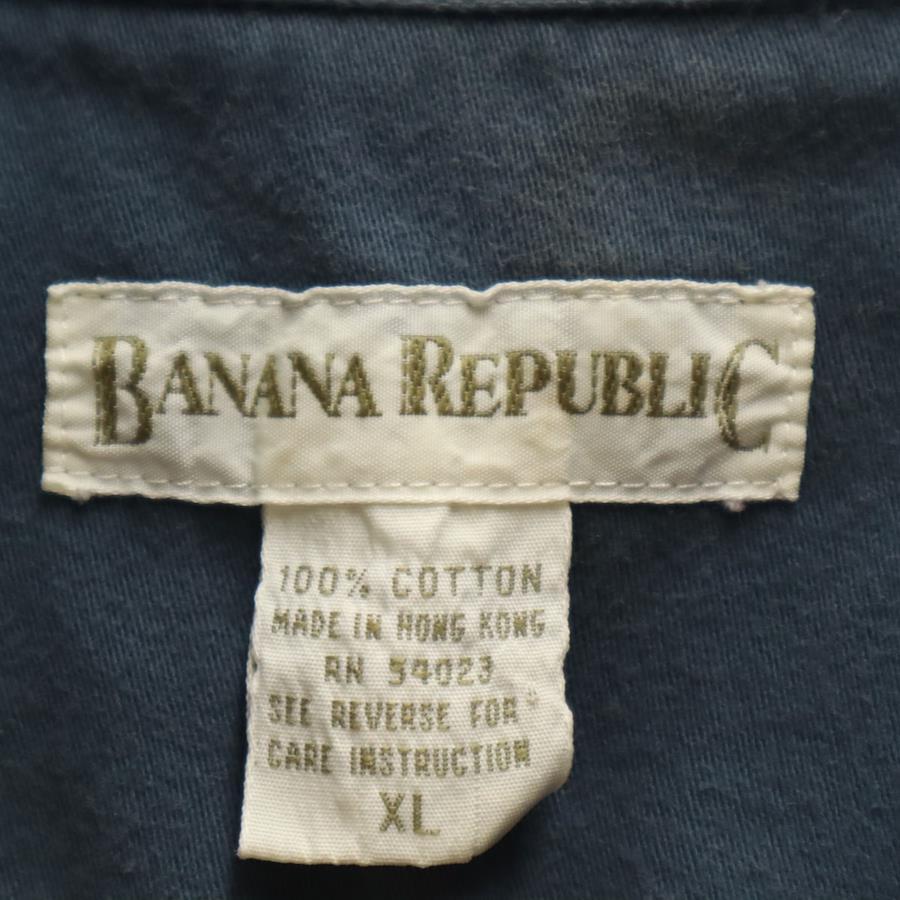 BANANA REPUBLIC
100% COTTON
MADE IN HONG KONG
RN 54023
SEE REVERSE FOR
CARE INSTRUCTION
XL